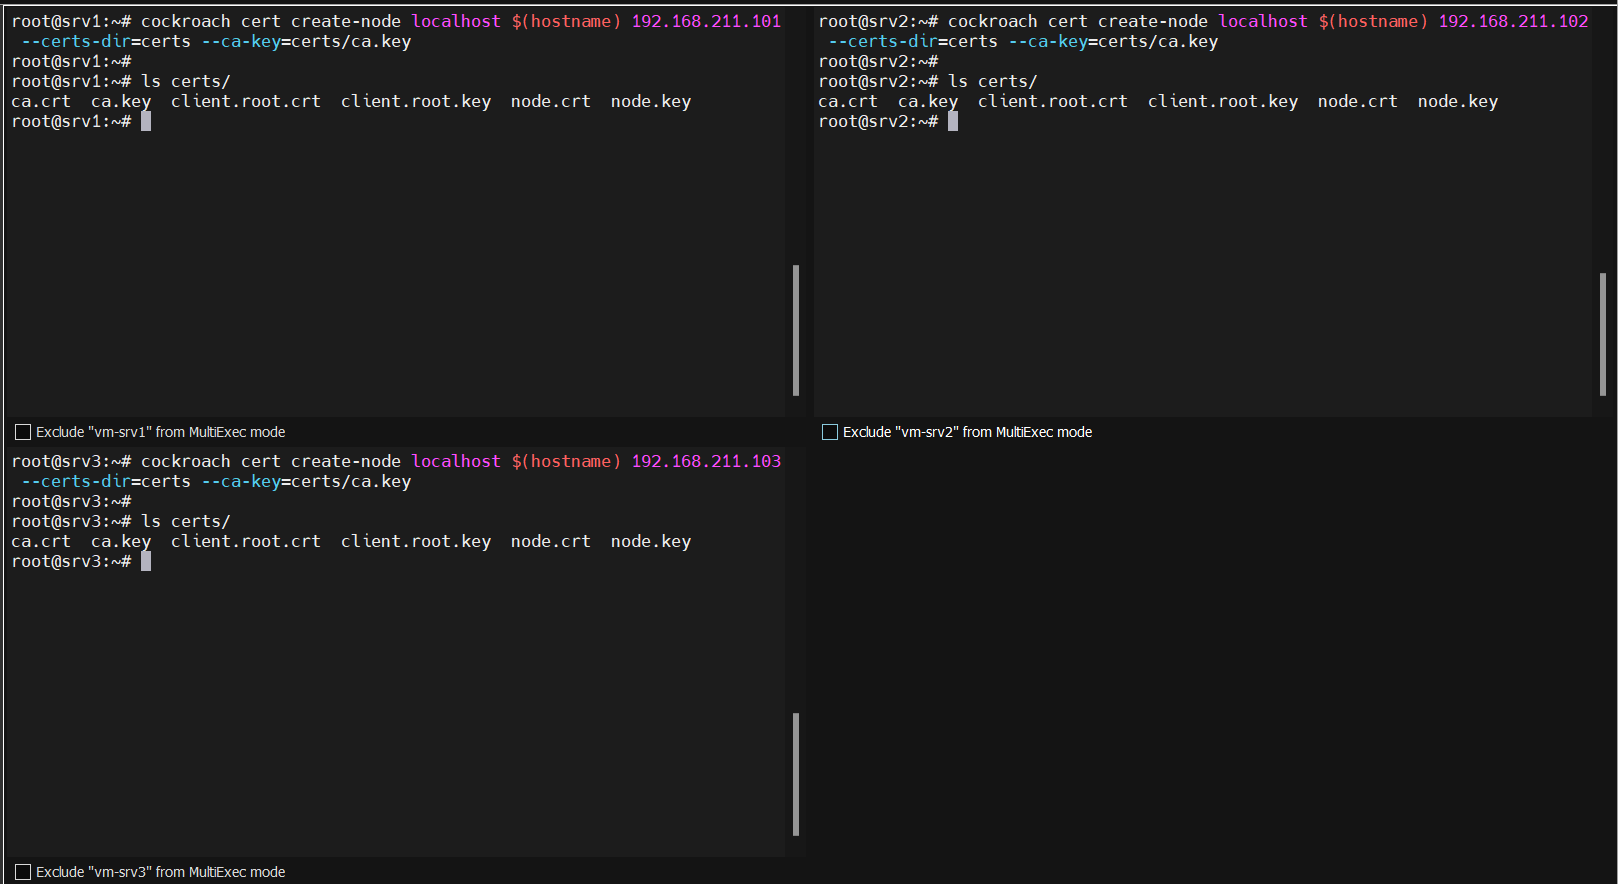 root@srv1:~# cockroach cert create-node localhost $(hostname) 192.168.211.101
 --certs-dir=certs --ca-key=certs/ca.key
root@srv1:~#
root@srv1:~# ls certs/
ca.crt  ca.key  client.root.crt  client.root.key  node.crt  node.key
root@srv1:~#
Exclude "vm-srv1" from MultiExec mode
root@srv2:~# cockroach cert create-node localhost $(hostname) 192.168.211.102
 --certs-dir=certs --ca-key=certs/ca.key
root@srv2:~#
root@srv2:~# ls certs/
ca.crt  ca.key  client.root.crt  client.root.key  node.crt  node.key
root@srv2:~#
Exclude "vm-srv2" from MultiExec mode
root@srv3:~# cockroach cert create-node localhost $(hostname) 192.168.211.103
 --certs-dir=certs --ca-key=certs/ca.key
root@srv3:~#
root@srv3:~# ls certs/
ca.crt  ca.key  client.root.crt  client.root.key  node.crt  node.key
root@srv3:~#
Exclude "vm-srv3" from MultiExec mode